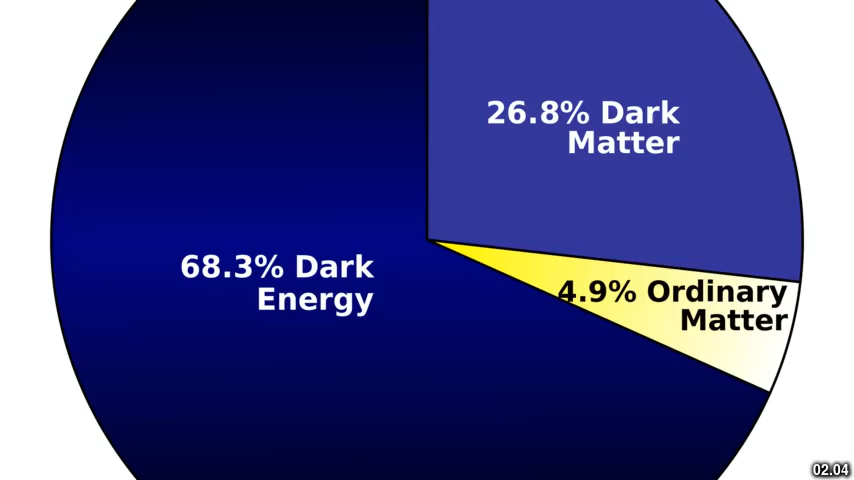 26.8% Dark
Matter
68.3% Dark
Energy
4.9% Ordinary
Matter
02.04